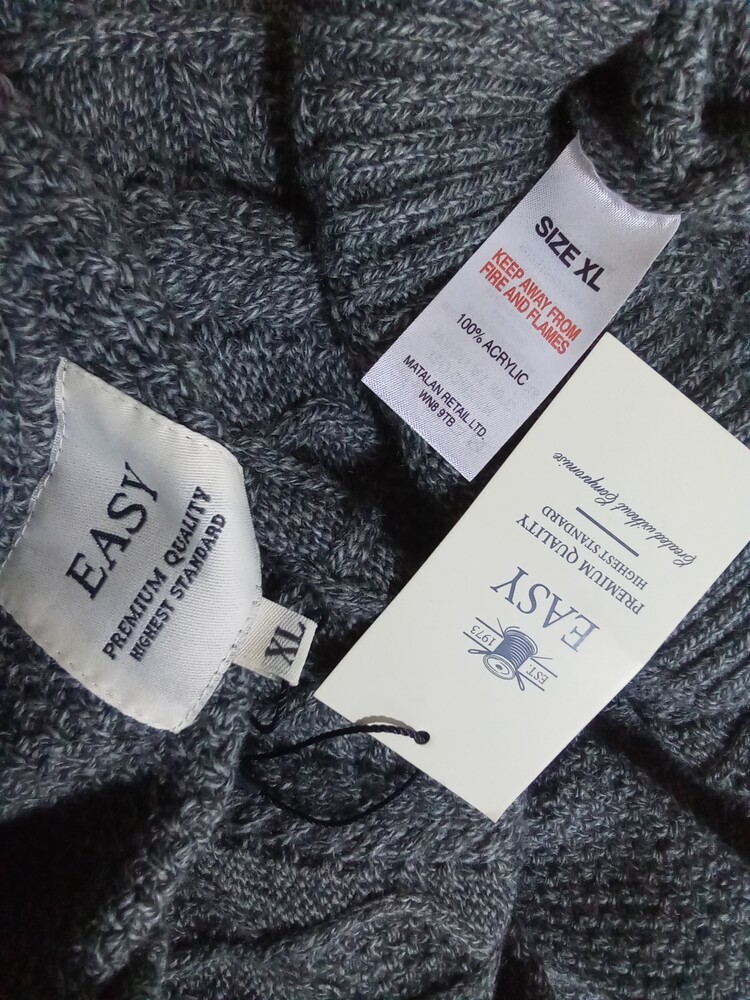 SIZE XL
KEEP AWAY FROM
FIRE AND FLAMES
100% ACRYLIC
MATALAN RETAIL LTD.
WN8 9TB
EASY
PREMIUM QUALITY
HIGHEST STANDARD
XL
EST. 1973
EASY
PREMIUM QUALITY
HIGHEST STANDARD
Created without Compromise